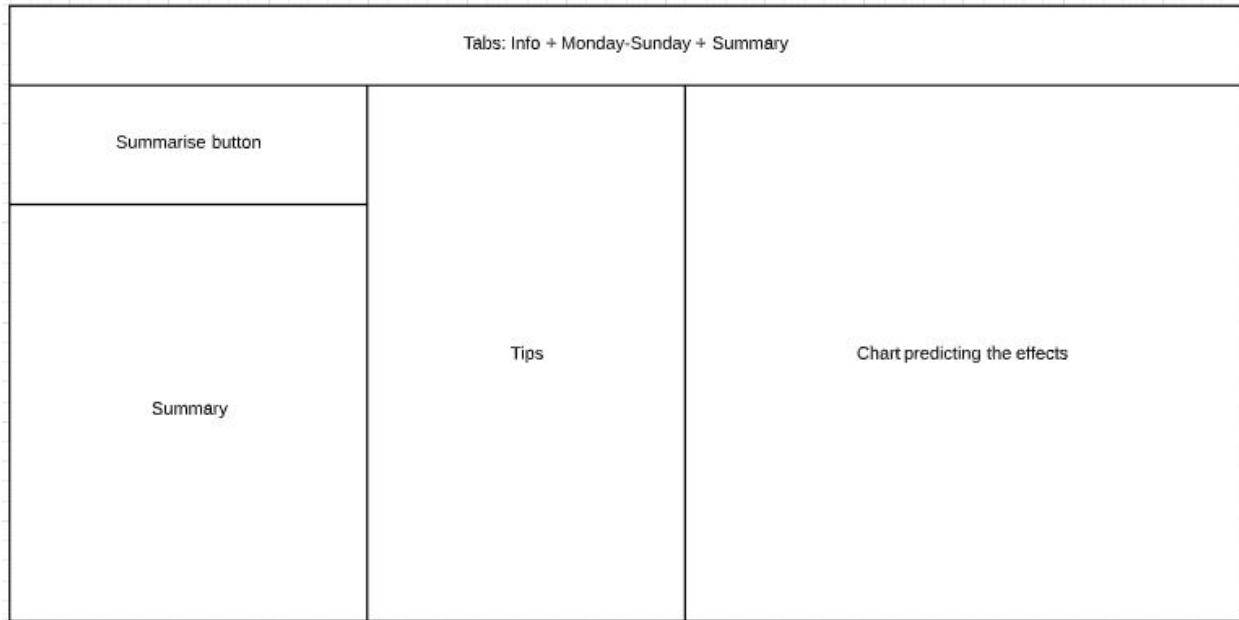 Tabs: Info + Monday-Sunday + Summary
Summarise button
Summary
Tips
Chart predicting the effects